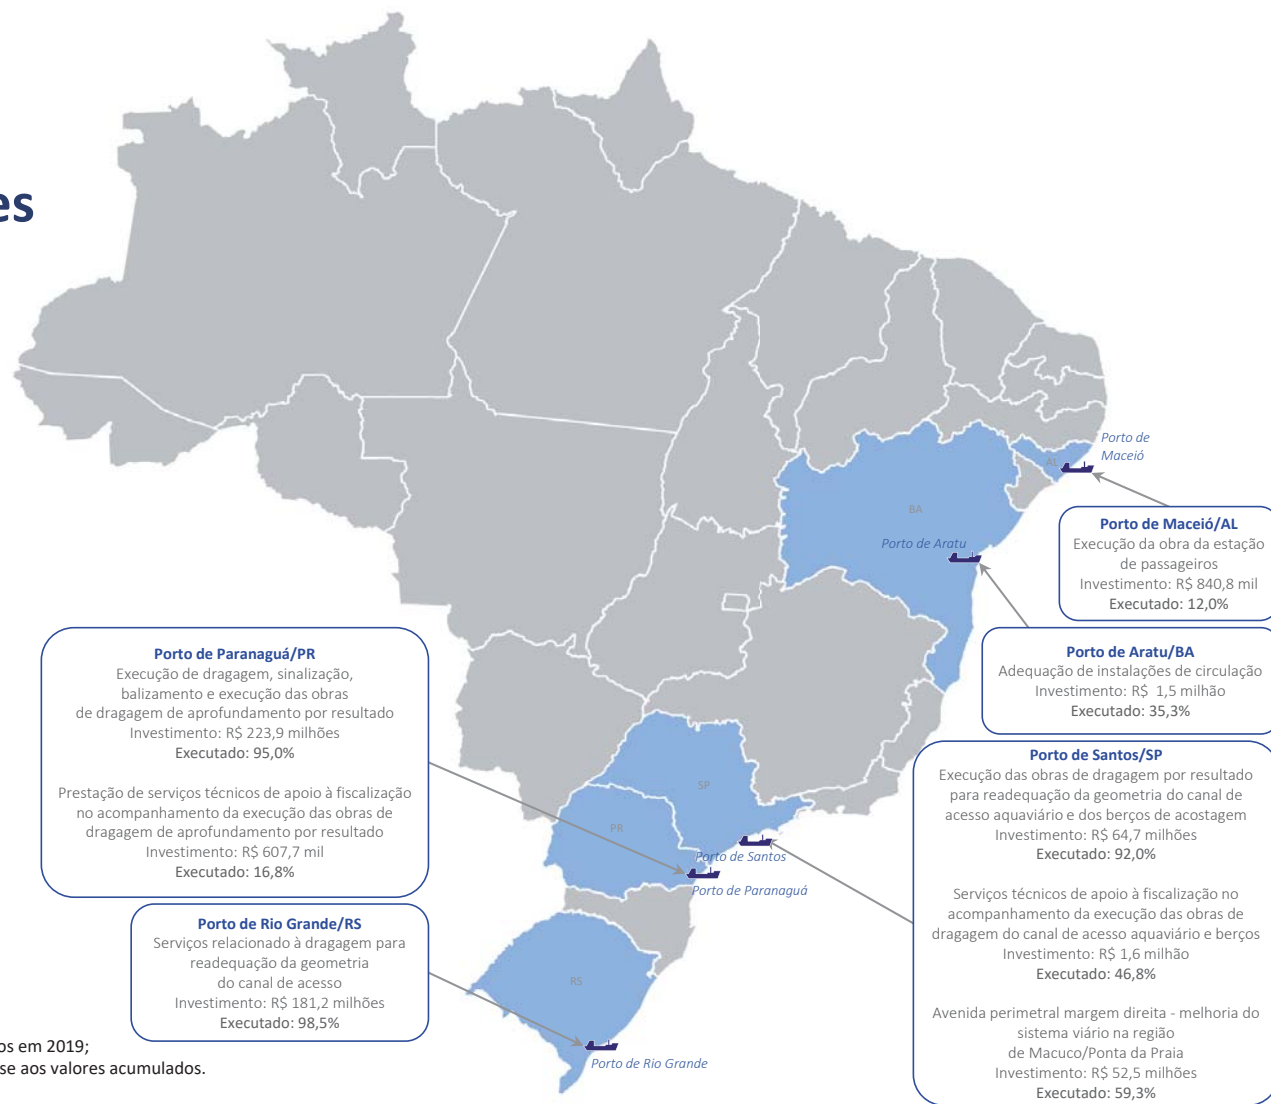 es
Porto de
Maceió
AL
BA
Porto de Aratu
Porto de Maceió/AL
Execução da obra da estação
de passageiros
Investimento: R$ 840,8 mil
Executado: 12,0%
Porto de Aratu/BA
Adequação de instalações de circulação
Investimento: R$ 1,5 milhão
Executado: 35,3%
Porto de Paranaguá/PR
Execução de dragagem, sinalização,
balizamento e execução das obras
de dragagem de aprofundamento por resultado
Investimento: R$ 223,9 milhões
Executado: 95,0%
Prestação de serviços técnicos de apoio à fiscalização
no acompanhamento da execução das obras de
dragagem de aprofundamento por resultado
Investimento: R$ 607,7 mil
Executado: 16,8%
SP
PR
Porto de Santos
Porto de Paranaguá
Porto de Santos/SP
Execução das obras de dragagem por resultado
para readequação da geometria do canal de
acesso aquaviário e dos berços de acostagem
Investimento: R$ 64,7 milhões
Executado: 92,0%
Serviços técnicos de apoio à fiscalização no
acompanhamento da execução das obras de
dragagem do canal de acesso aquaviário e berços
Investimento: R$ 1,6 milhão
Executado: 46,8%
Avenida perimetral margem direita - melhoria do
sistema viário na região
de Macuco/Ponta da Praia
Investimento: R$ 52,5 milhões
Executado: 59,3%
Porto de Rio Grande/RS
Serviços relacionado à dragagem para
readequação da geometria
do canal de acesso
Investimento: R$ 181,2 milhões
Executado: 98,5%
RS
Porto de Rio Grande
os em 2019;
se aos valores acumulados.